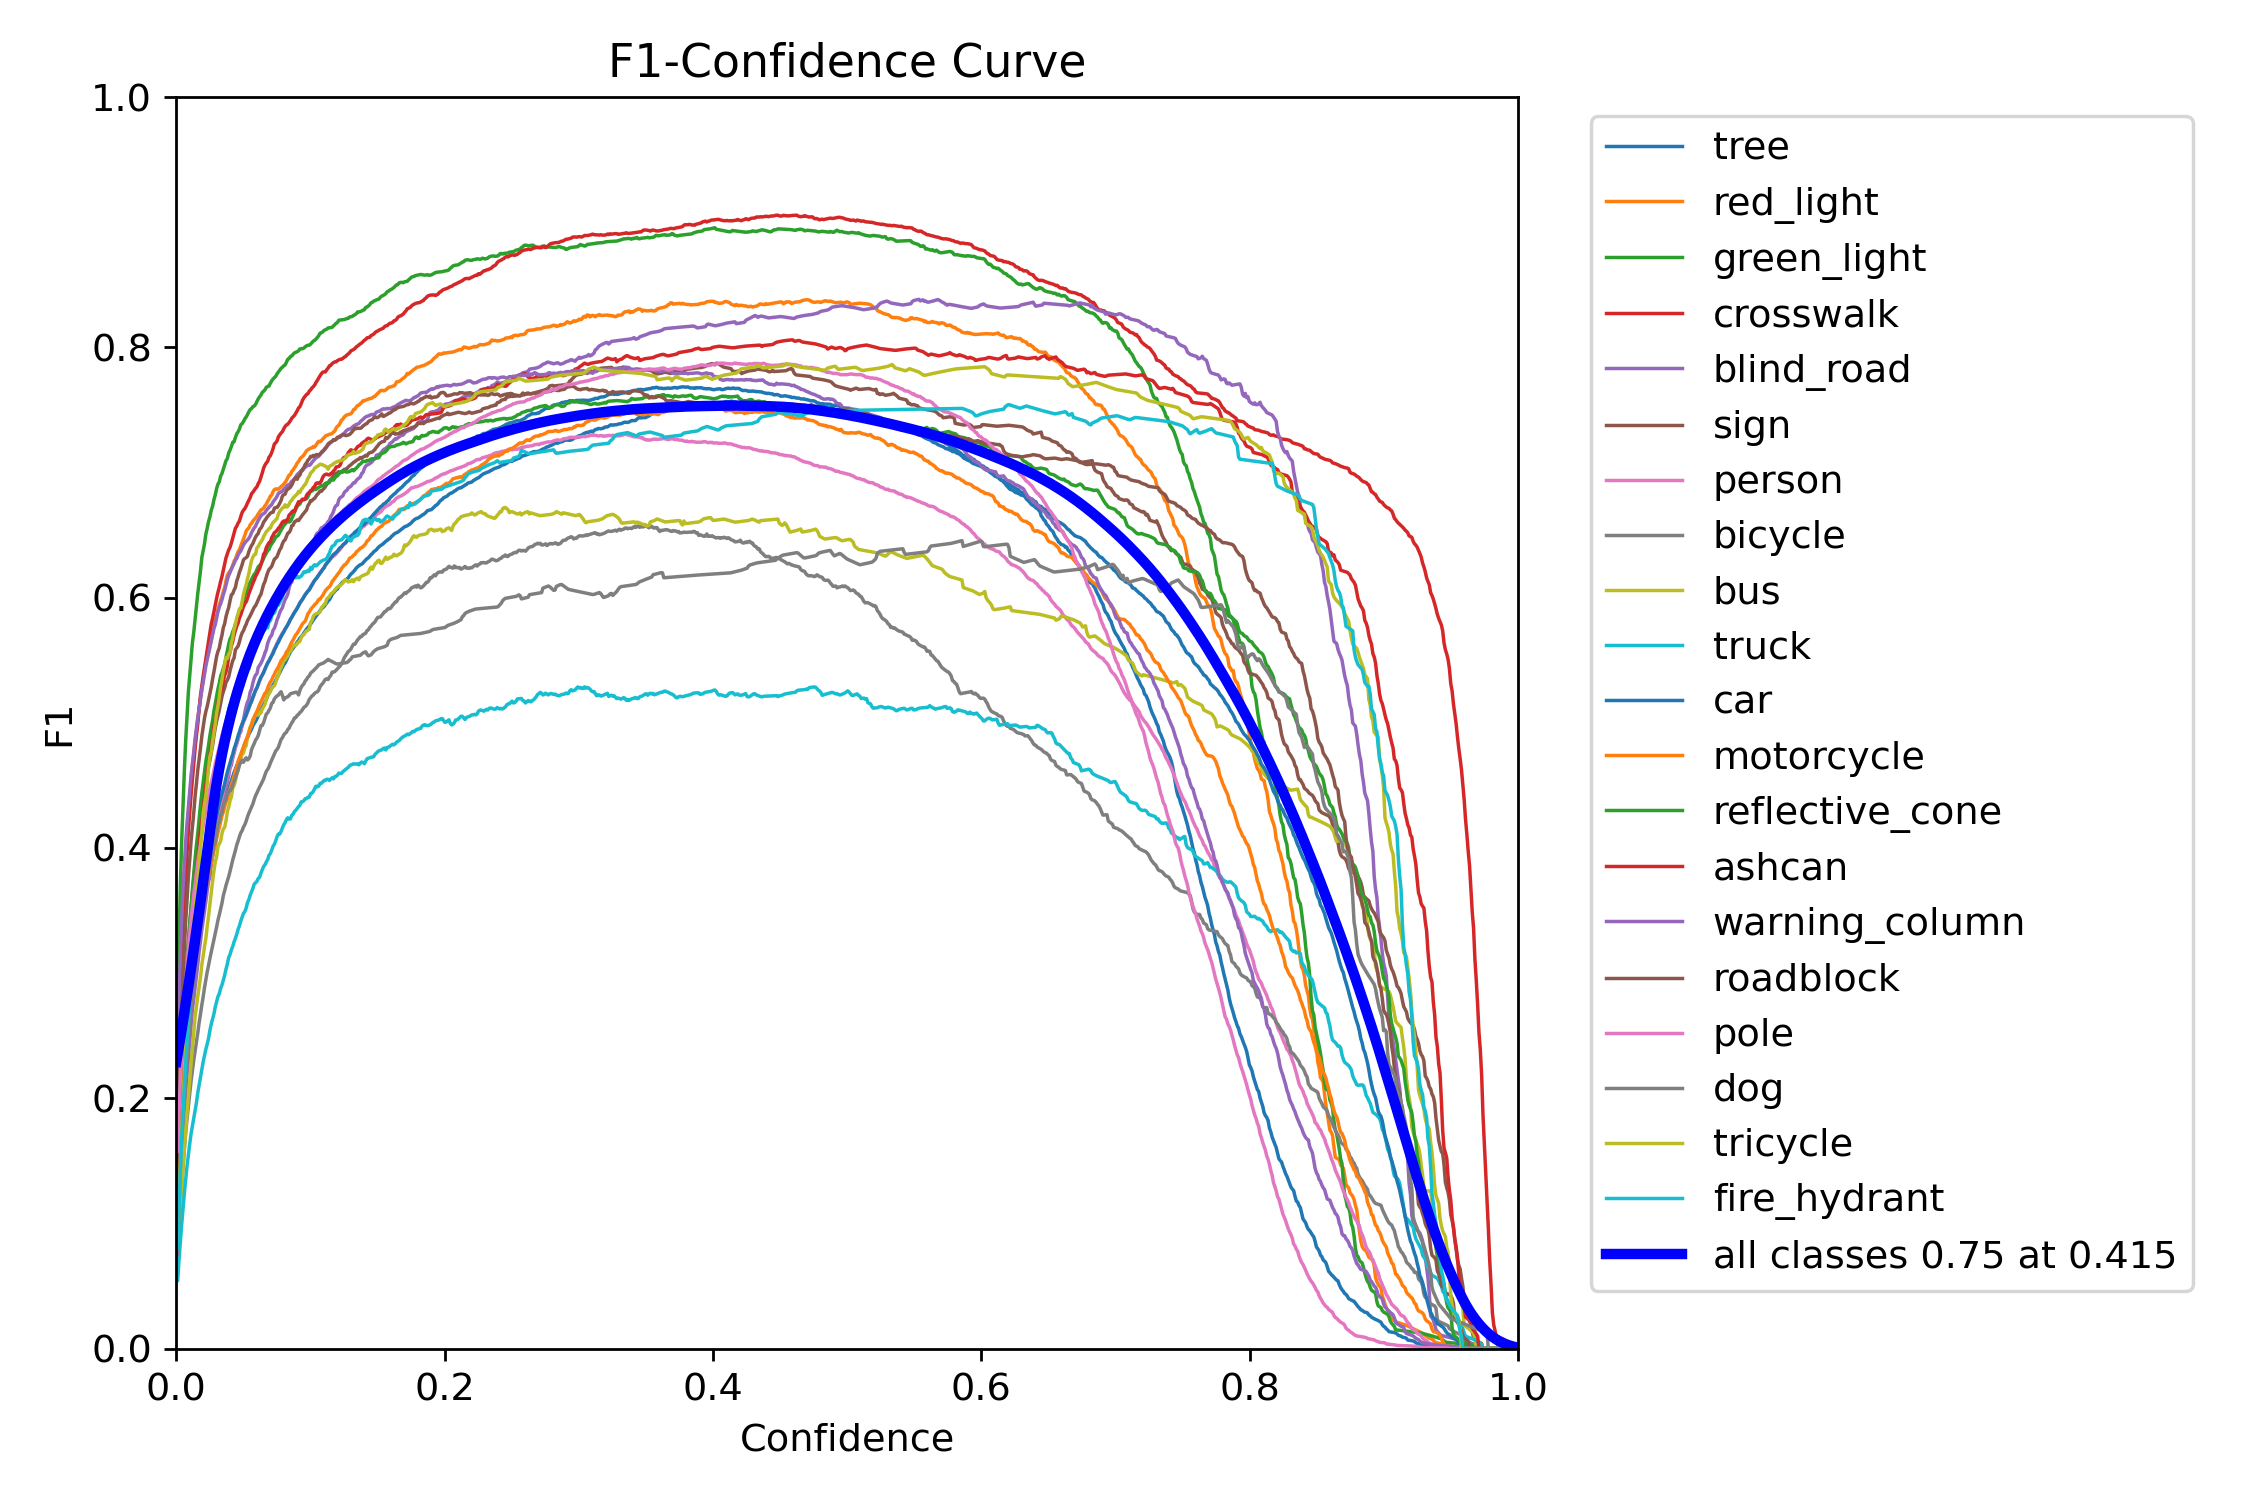 F1-Confidence Curve
1.0
0.8
0.6
0.4
0.2
0.0
F1
0.0 0.2 0.4 0.6 0.8 1.0
Confidence
tree
red_light
green_light
crosswalk
blind_road
sign
person
bicycle
bus
truck
car
motorcycle
reflective_cone
ashcan
warning_column
roadblock
pole
dog
tricycle
fire_hydrant
all classes 0.75 at 0.415